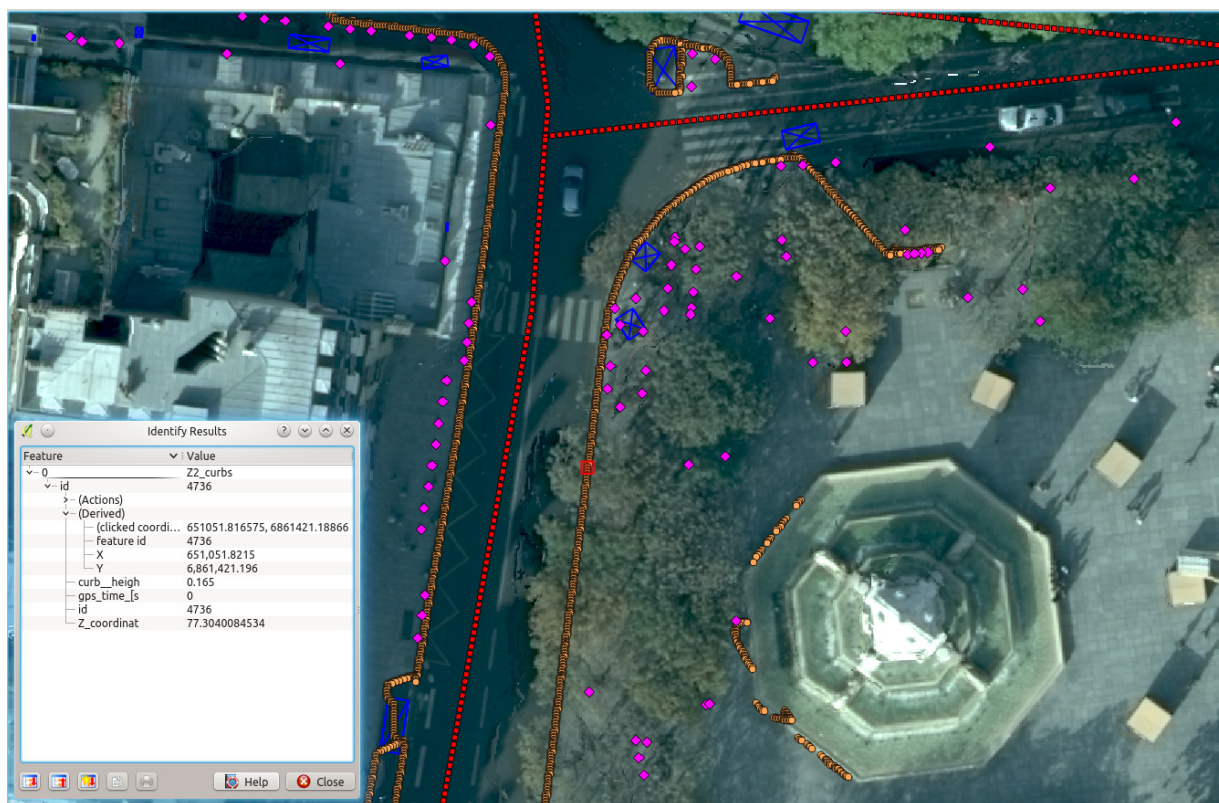 Identify Results
Feature Value
0 Z2_curbs
id 4736
(Actions)
(Derived)
(clicked coordi... 651051.816575, 6861421.18866
feature id 4736
X 651,051.8215
Y 6,861,421.196
curb__heigh 0.165
gps_time_[s 0
id 4736
Z_coordinat 77.3040084534
Help Close